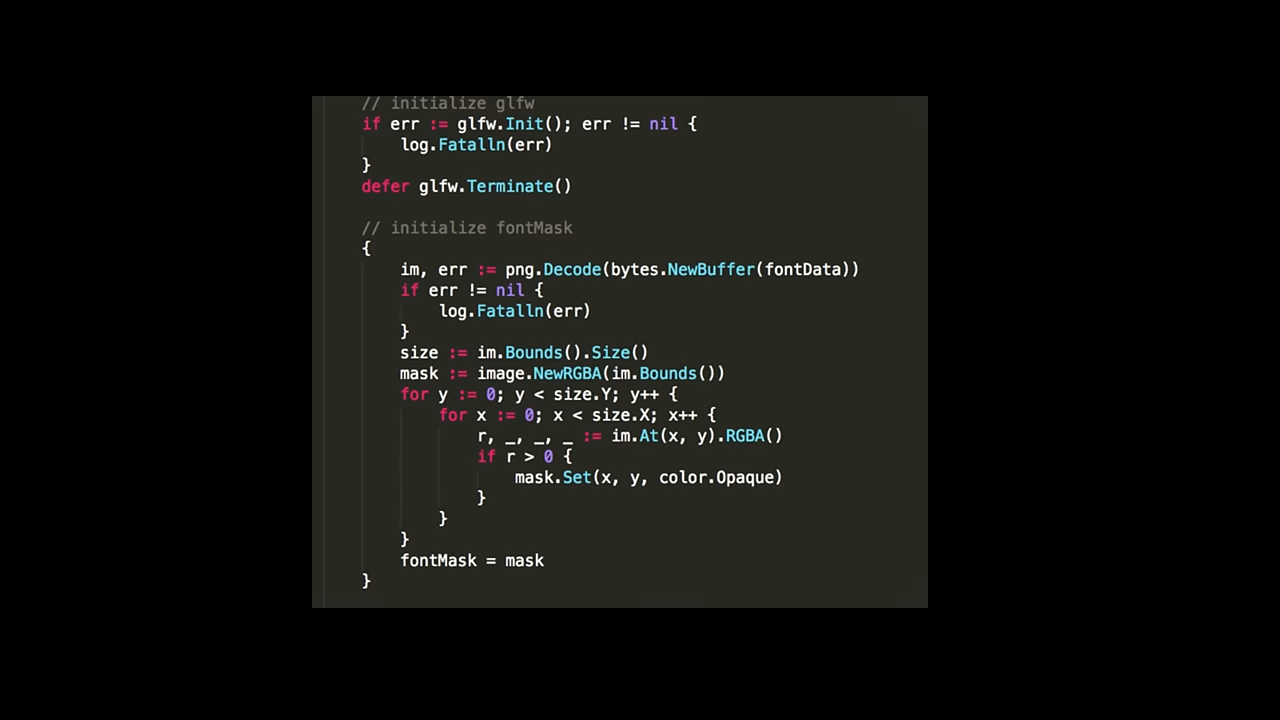 // initialize glfw
if err := glfw.Init(); err != nil {
    log.Fatalln(err)
}
defer glfw.Terminate()

// initialize fontMask
{
    im, err := png.Decode(bytes.NewBuffer(fontData))
    if err != nil {
        log.Fatalln(err)
    }
    size := im.Bounds().Size()
    mask := image.NewRGBA(im.Bounds())
    for y := 0; y < size.Y; y++ {
        for x := 0; x < size.X; x++ {
            r, _, _, _ := im.At(x, y).RGBA()
            if r > 0 {
                mask.Set(x, y, color.Opaque)
            }
        }
    }
    fontMask = mask
}